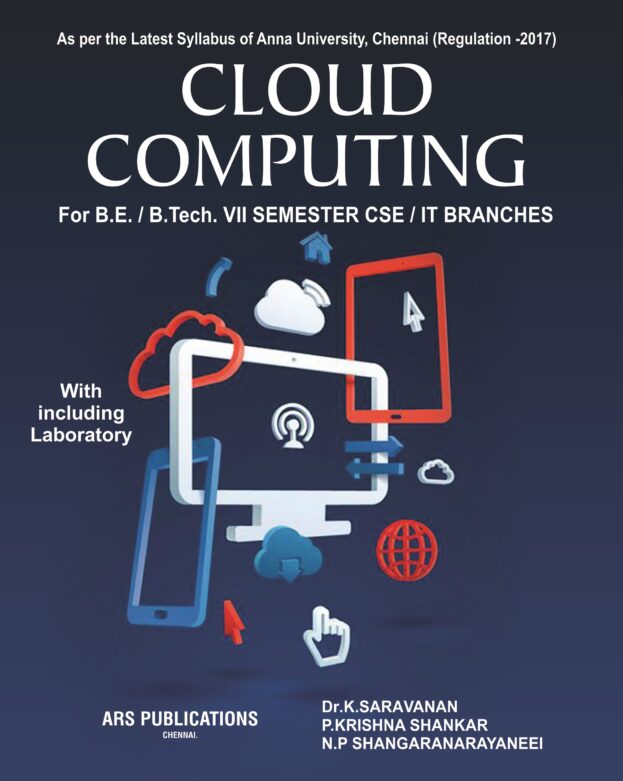 As per the Latest Syllabus of Anna University, Chennai (Regulation -2017)
CLOUD
COMPUTING
For B.E. / B.Tech. VII SEMESTER CSE / IT BRANCHES
With
including
Laboratory
ARS PUBLICATIONS
CHENNAI.
Dr.K.SARAVANAN
P.KRISHNA SHANKAR
N.P SHANGARANARAYANEEI